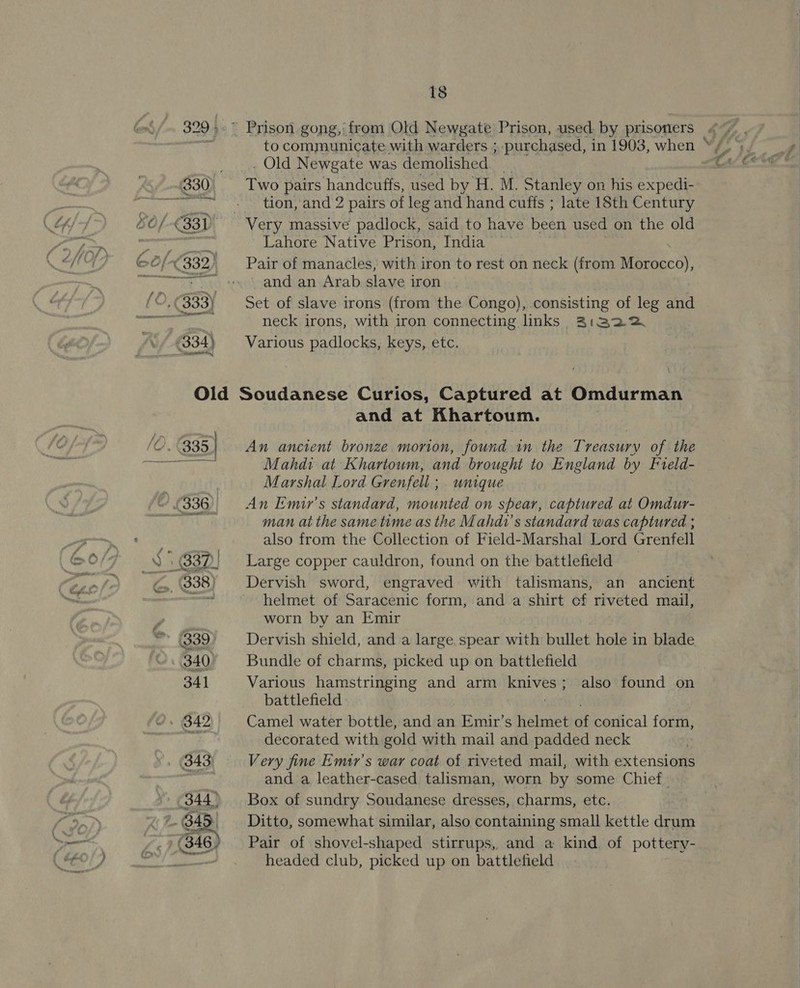 18
329 Prison gong, from Old Newgate Prison, used by prisoners
to communicate with warders ; purchased, in 1903, when
Old Newgate was demolished
330 Two pairs handcuffs, used by H. M. Stanley on his expedi-
tion, and 2 pairs of leg and hand cuffs ; late 18th Century
331 Very massive padlock, said to have been used on the old
Lahore Native Prison, India
332 Pair of manacles, with iron to rest on neck (from Morocco),
and an Arab slave iron
333 Set of slave irons (from the Congo), consisting of leg and
neck irons, with iron connecting links 31322
334 Various padlocks, keys, etc.
Old Soudanese Curios, Captured at Omdurman
and at Khartoum.
335 An ancient bronze morion, found in the Treasury of the
Mahdi at Khartoum, and brought to England by Field-
Marshal Lord Grenfell ; unique
336 An Emir's standard, mounted on spear, captured at Omdur-
man at the same time as the Mahdi's standard was captured ;
also from the Collection of Field-Marshal Lord Grenfell
337 Large copper cauldron, found on the battlefield
338 Dervish sword, engraved with talismans, an ancient
helmet of Saracenic form, and a shirt of riveted mail,
worn by an Emir
339 Dervish shield, and a large spear with bullet hole in blade
340 Bundle of charms, picked up on battlefield
341 Various hamstringing and arm knives ; also found on
battlefield
342 Camel water bottle, and an Emir's helmet of conical form,
decorated with gold with mail and padded neck
343 Very fine Emir's war coat of riveted mail, with extensions
and a leather-cased talisman, worn by some Chief
344 Box of sundry Soudanese dresses, charms, etc.
345 Ditto, somewhat similar, also containing small kettle drum
346 Pair of shovel-shaped stirrups, and a kind of pottery-
headed club, picked up on battlefield